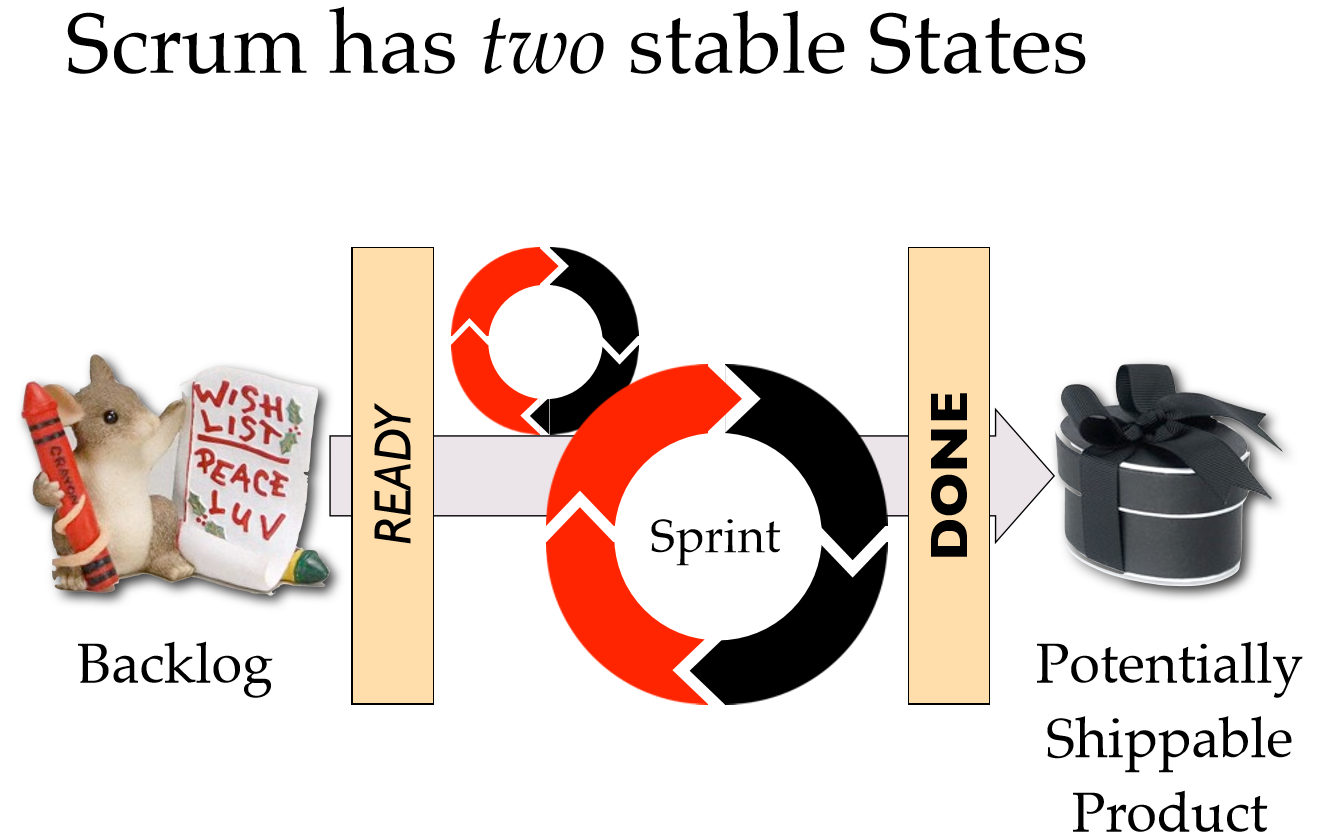 Scrum has two stable States
WISH
LIST
PEACE
LUV
CRAYON
READY
Sprint
DONE
Backlog
Potentially
Shippable
Product